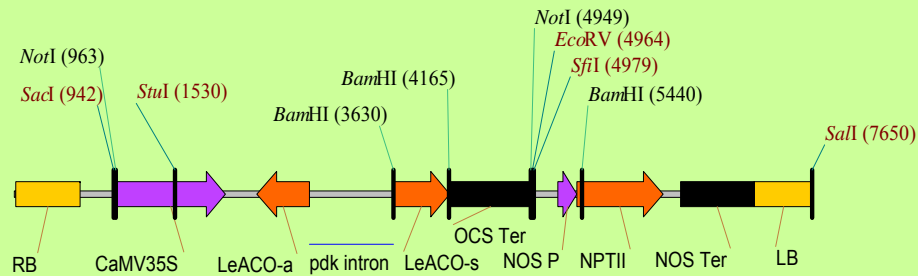 NotI (4949)
NotI (963)
EcoRV (4964)
BamHI (4165)
SfiI (4979)
SacI (942)
StuI (1530)
BamHI (5440)
BamHI (3630)
SalI (7650)
OCS Ter
RB
CaMV35S
LeACO-a
pdk intron
LeACO-s
NOS P
NPTII
NOS Ter
LB